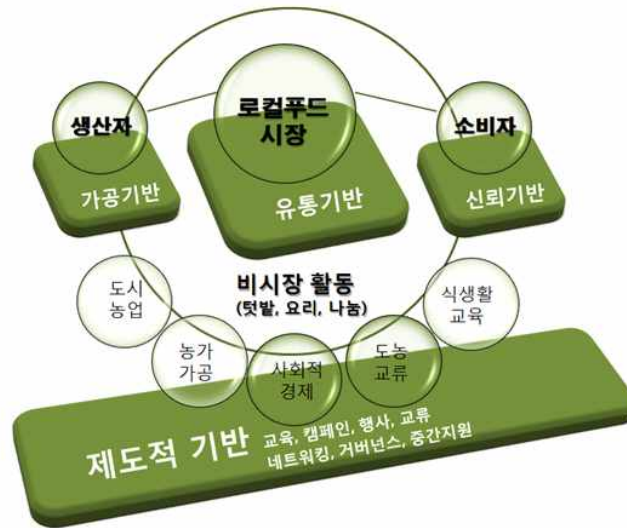 로컬푸드
시장
생산자
소비자
가공기반
유통기반
신뢰기반
비시장 활동
(텃밭, 요리, 나눔)
도시
농업
식생활
교육
농가
가공
사회적
경제
도농
교류
제도적 기반
교육, 캠페인, 행사, 교류
네트워킹, 거버넌스, 중간지원